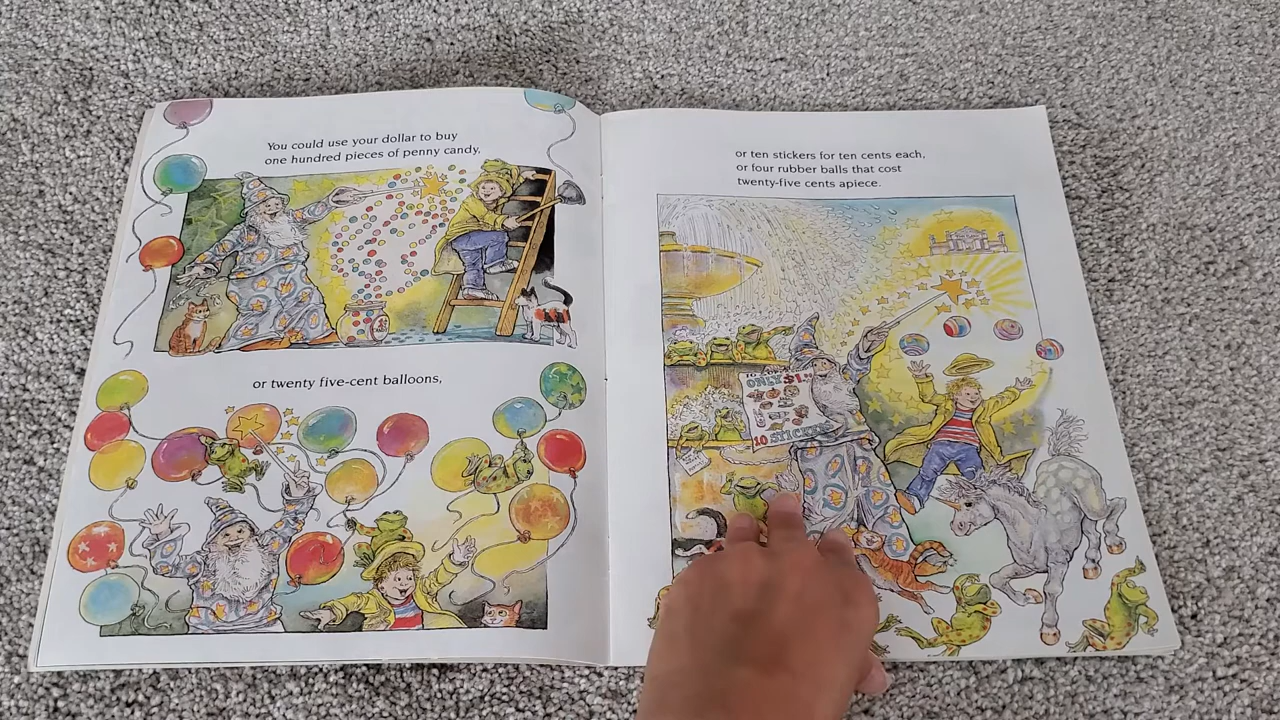 You could use your dollar to buy
one hundred pieces of penny candy,
or twenty five-cent balloons,
or ten stickers for ten cents each,
or four rubber balls that cost
twenty-five cents apiece.
ONLY $1.
10 STICKERS